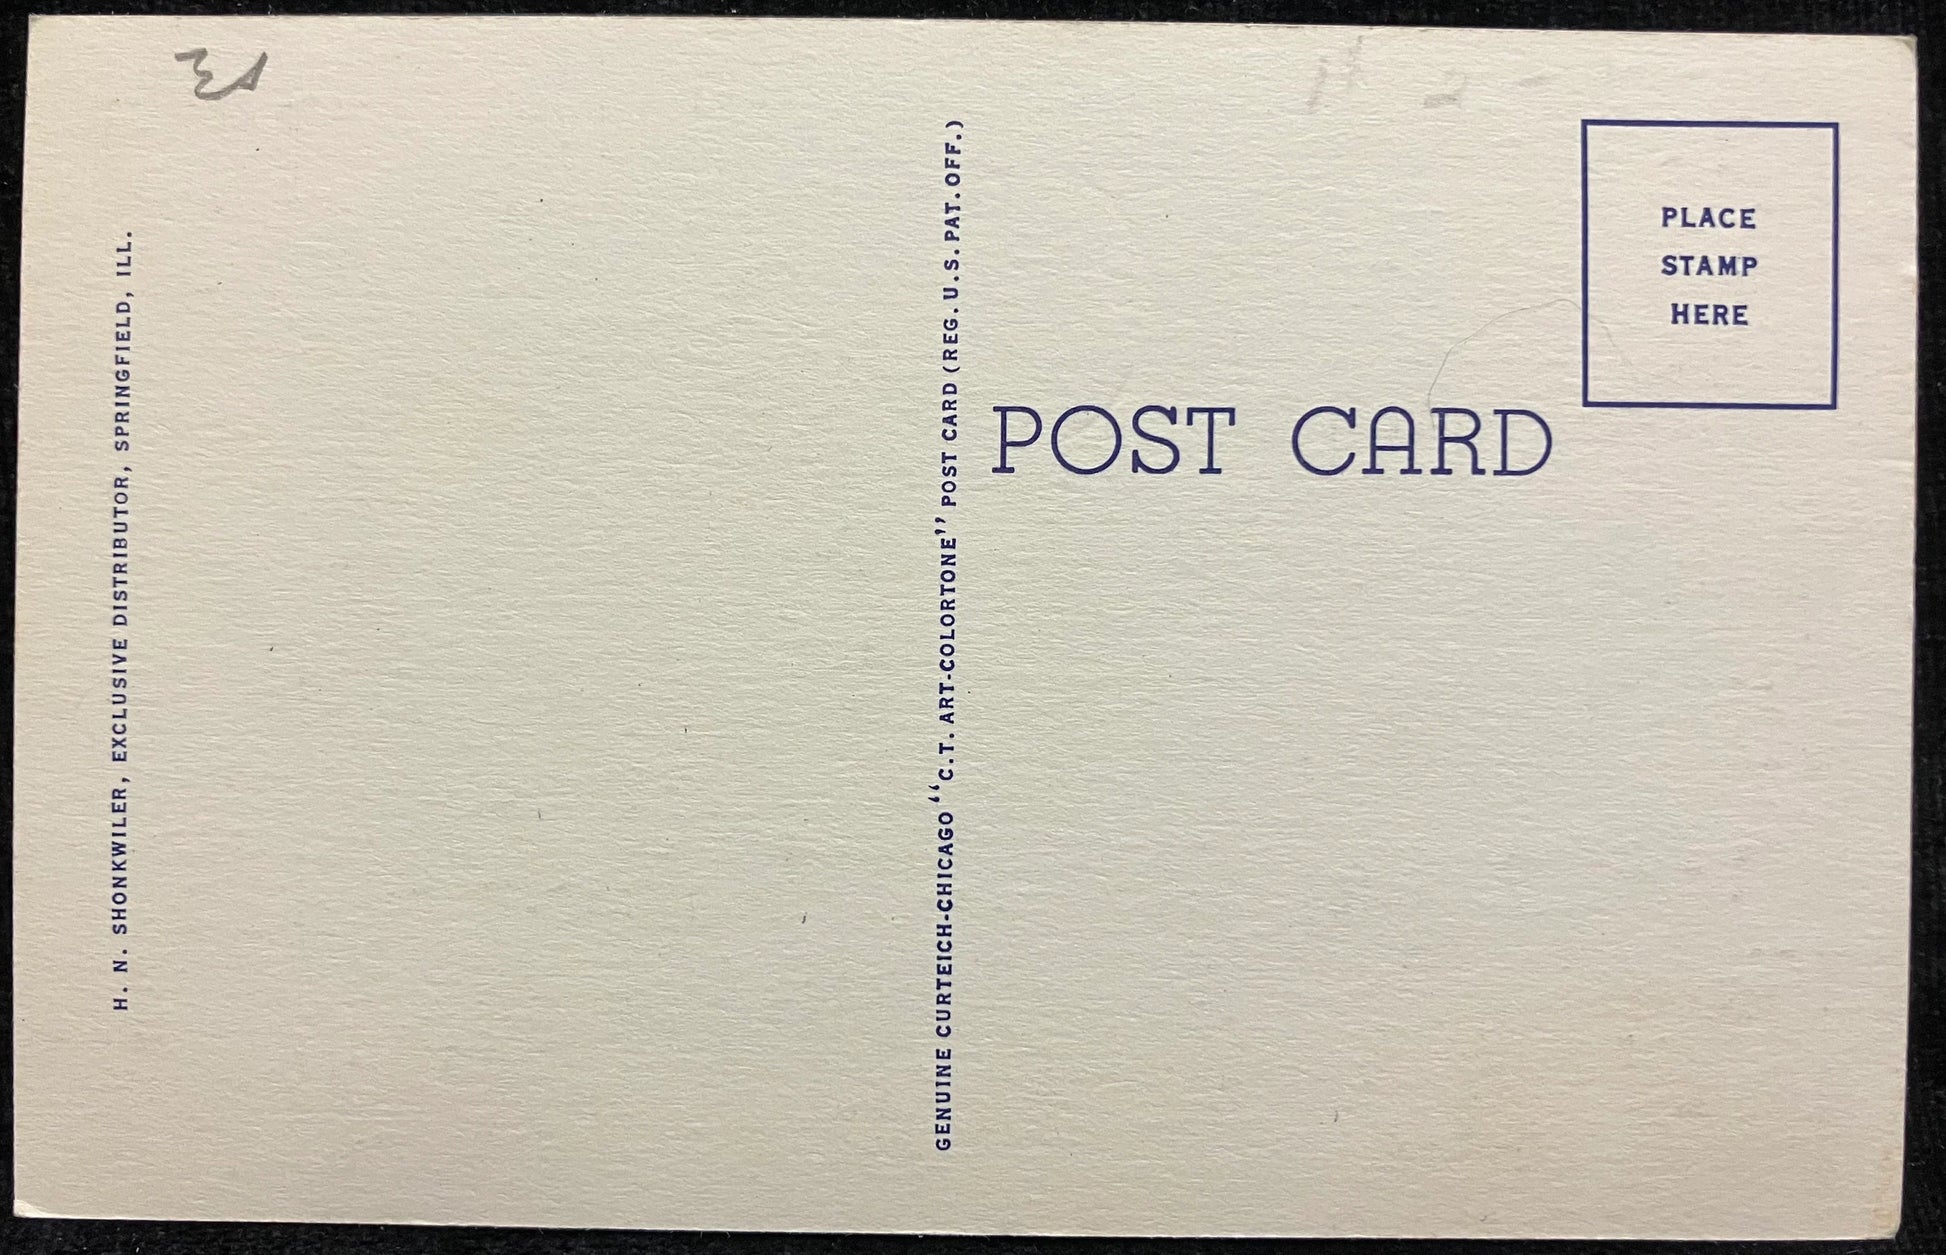 H. N. SHONKWILER, EXCLUSIVE DISTRIBUTOR, SPRINGFIELD, ILL.
GENUINE CURTEICH-CHICAGO “C.T. ART-COLORTONE” POST CARD (REG. U.S. PAT. OFF.)
POST CARD
PLACE
STAMP
HERE